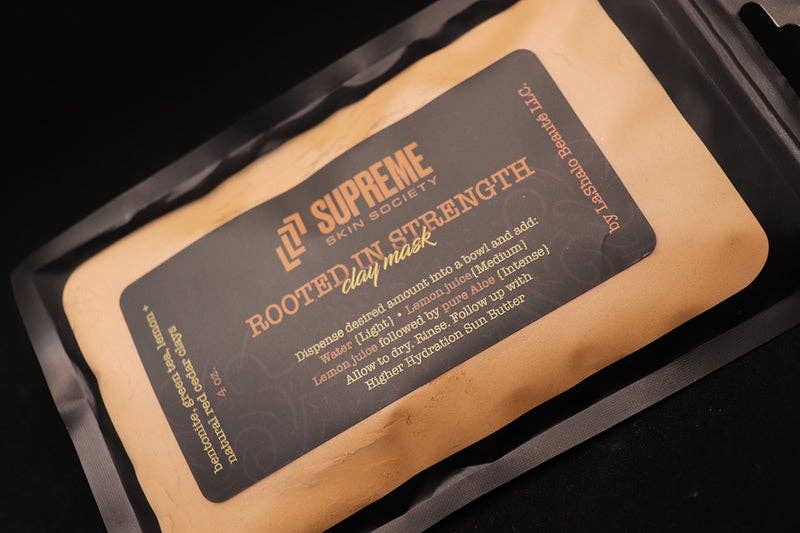 SUPREME
SKIN SOCIETY
ROOTED IN STRENGTH
clay mask
Dispense desired amount into a bowl and add:
Water (Light) • Lemon juice (Medium)
Lemon juice followed by pure Aloe (Intense)
Allow to dry. Rinse. Follow up with
Higher Hydration Sun Butter
bentonite, green tea, lemon +
natural red cedar clays
4 oz.
by LaShalo Beauté LLC.